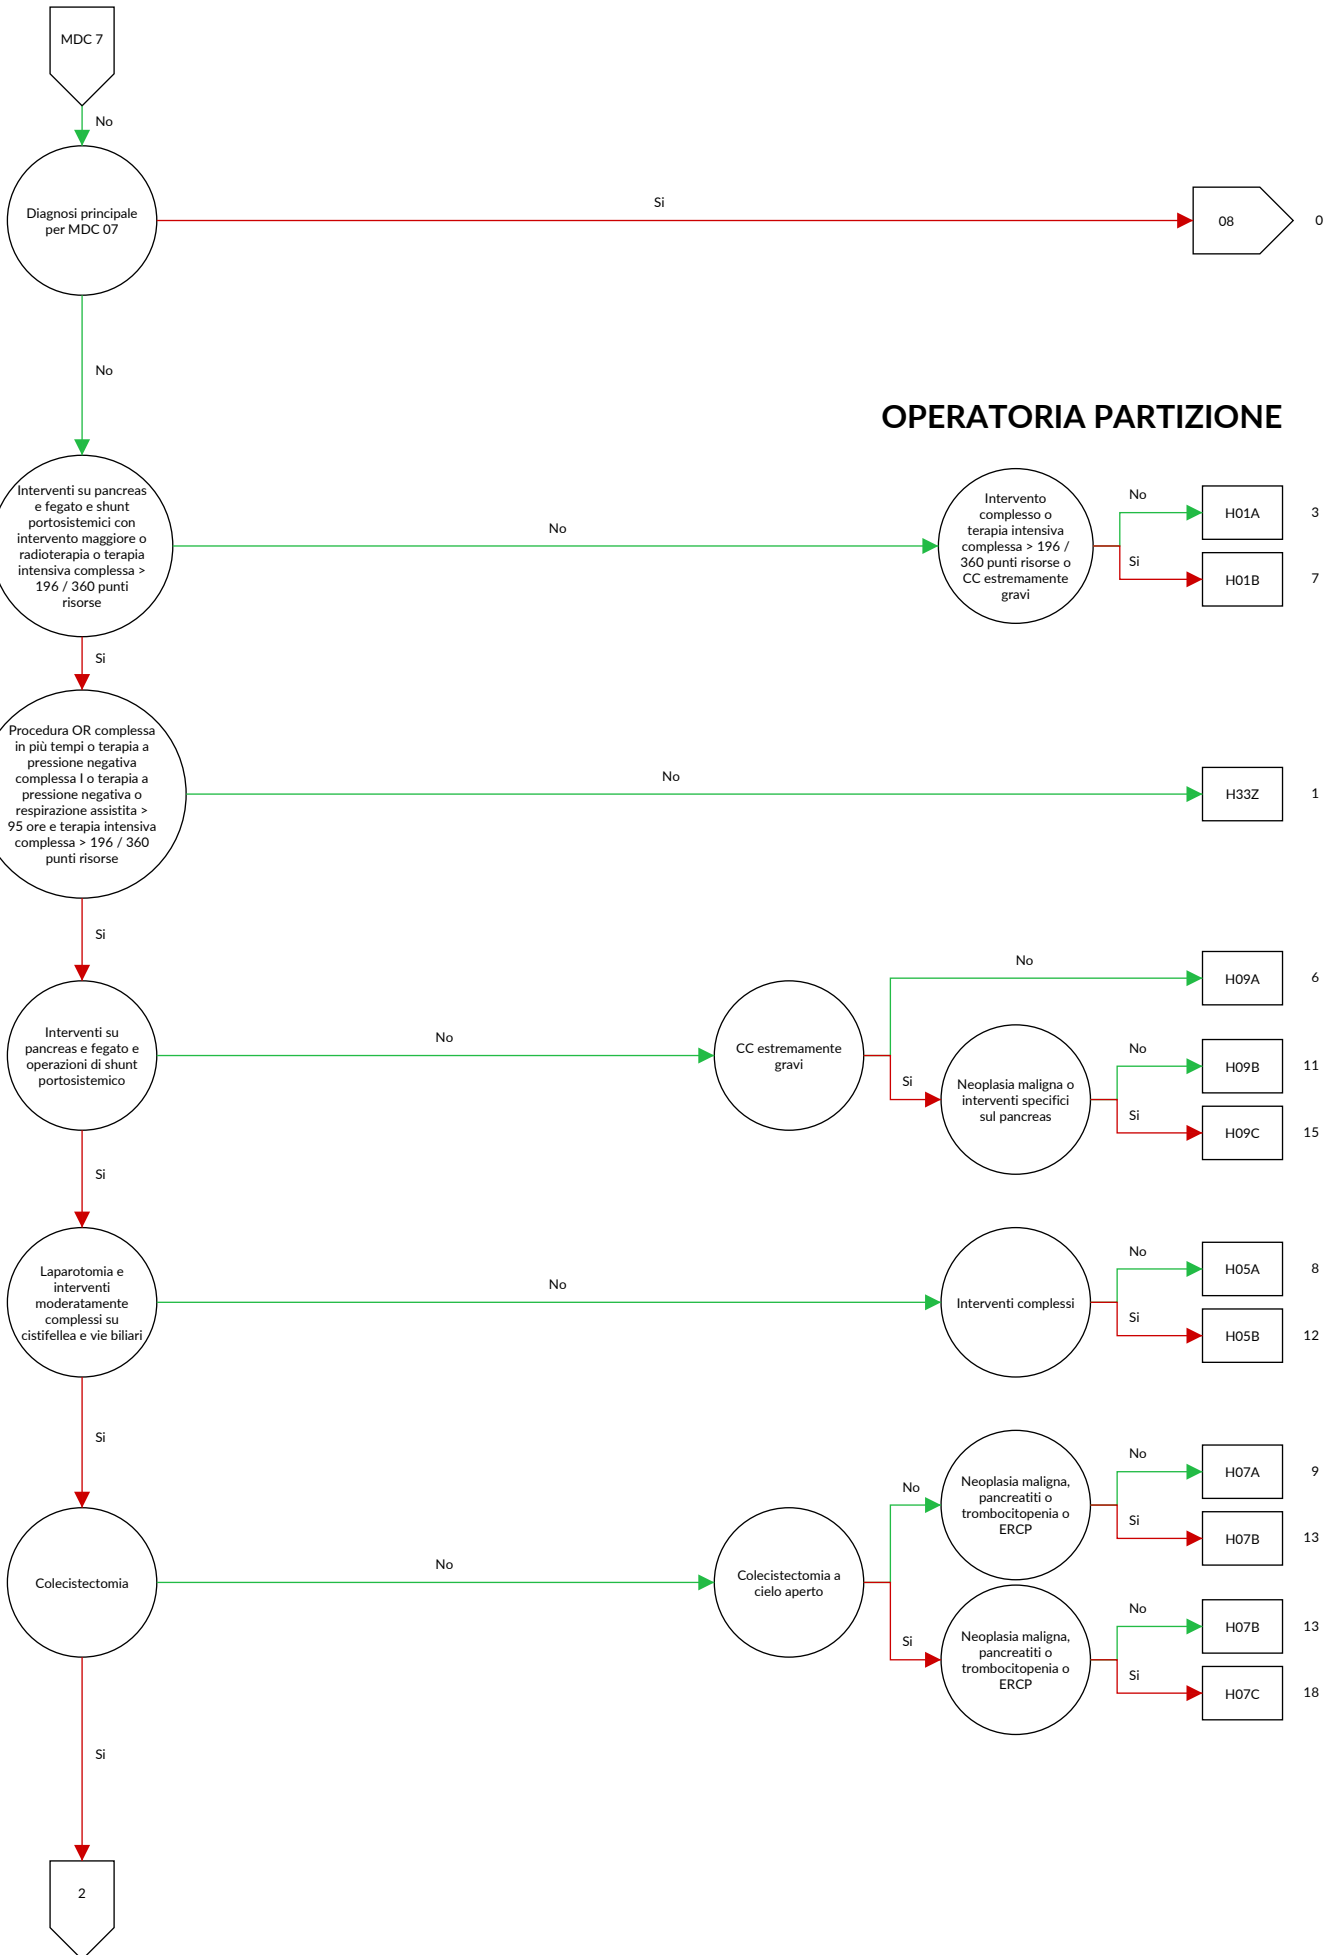 MDC 7
No
Diagnosi principale
per MDC 07
Si
08
0
No
OPERATORIA PARTIZIONE
Interventi su pancreas
e fegato e shunt
portosistemici con
intervento maggiore o
radioterapia o terapia
intensiva complessa >
196 / 360 punti
risorse
No
Intervento
complesso o
terapia intensiva
complessa > 196 /
360 punti risorse o
CC estremamente
gravi
No
H01A
3
Si
H01B
7
Si
Procedura OR complessa
in più tempi o terapia a
pressione negativa
complessa I o terapia a
pressione negativa o
respirazione assistita >
95 ore e terapia intensiva
complessa > 196 / 360
punti risorse
No
H33Z
1
Si
Interventi su
pancreas e fegato e
operazioni di shunt
portosistemico
No
CC estremamente
gravi
No
H09A
6
Si
Neoplasia maligna o
interventi specifici
sul pancreas
No
H09B
11
Si
H09C
15
Si
Laparotomia e
interventi
moderatamente
complessi su
cistifellea e vie biliari
No
Interventi complessi
No
H05A
8
Si
H05B
12
Si
Colecistectomia
No
Colecistectomia a
cielo aperto
No
Neoplasia maligna,
pancreatiti o
trombocitopenia o
ERCP
No
H07A
9
Si
H07B
13
Si
Neoplasia maligna,
pancreatiti o
trombocitopenia o
ERCP
No
H07B
13
Si
H07C
18
Si
2